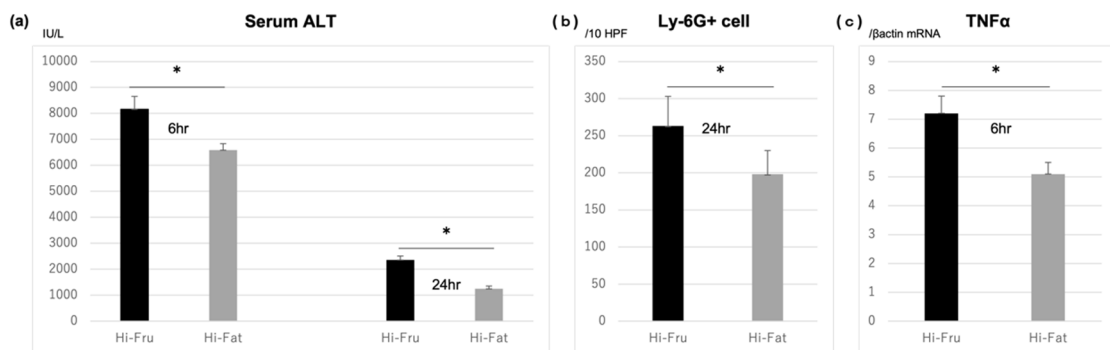 (a) Serum ALT
IU/L
10000
9000
8000
7000
6000
5000
4000
3000
2000
1000
0
*
6hr
*
24hr
Hi-Fru Hi-Fat Hi-Fru Hi-Fat
( b ) Ly-6G+ cell
/10 HPF
350
300
250
200
150
100
50
0
*
24hr
Hi-Fru Hi-Fat
( c ) TNFα
/βactin mRNA
9
8
7
6
5
4
3
2
1
0
*
6hr
Hi-Fru Hi-Fat